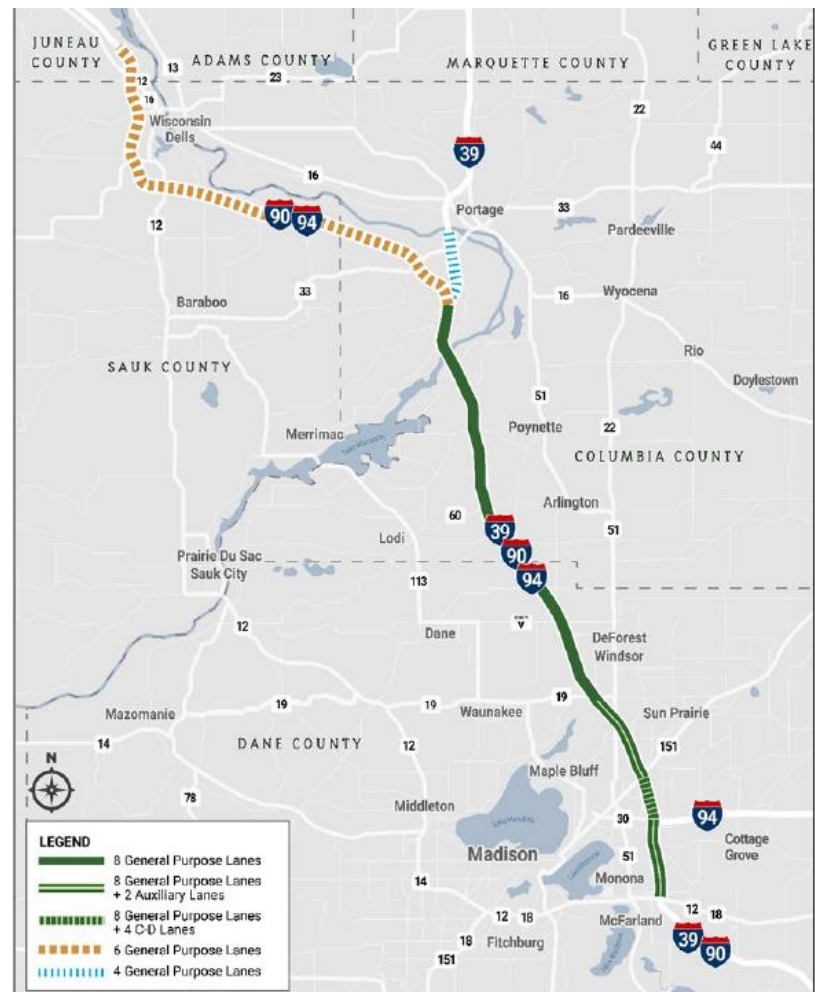 JUNEAU
COUNTY
ADAMS COUNTY
MARQUETTE COUNTY
GREEN LAKE
COUNTY
13
12
23
16
22
Wisconsin
Dells
39
44
16
90
94
12
Portage
33
Pardeeville
Baraboo
33
16
Wyocena
SAUK COUNTY
Rio
Doylestown
51
Merrimac
Poynette
22
COLUMBIA COUNTY
60
Arlington
39
51
Lodi
90
Prairie Du Sac
Sauk City
94
113
12
V
Dane
DeForest
Windsor
19
19
19
Mazomanie
Waunakee
Sun Prairie
14
DANE COUNTY
12
151
N
Maple Bluff
78
Middleton
30
94
Madison
51
Cottage
Grove
Monona
14
12
18
McFarland
12
18
18
Fitchburg
39
90
151
LEGEND
8 General Purpose Lanes
8 General Purpose Lanes
+ 2 Auxiliary Lanes
8 General Purpose Lanes
+ 4 C-D Lanes
6 General Purpose Lanes
4 General Purpose Lanes